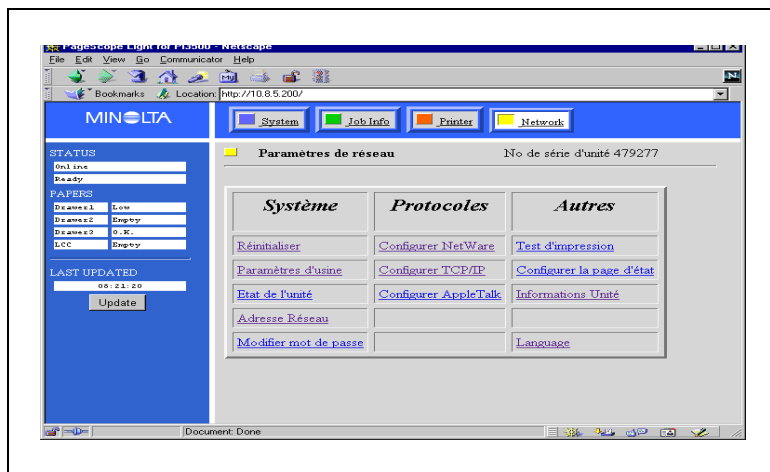 PageScope Light for Pi3500 - Netscape
File Edit View Go Communicator Help
Bookmarks Location: http://10.8.5.200/
MINOLTA
System Job Info Printer Network
STATUS
Online
Ready
PAPERS
Drawer1 Low
Drawer2 Empty
Drawer3 O.K.
LCC Empty
LAST UPDATED
08:21:20
Update
Paramètres de réseau No de série d'unité 479277
Système Protocoles Autres
Réinitialiser Configurer NetWare Test d'impression
Paramètres d'usine Configurer TCP/IP Configurer la page d'état
Etat de l'unité Configurer AppleTalk Informations Unité
Adresse Réseau
Modifier mot de passe Language
Document: Done